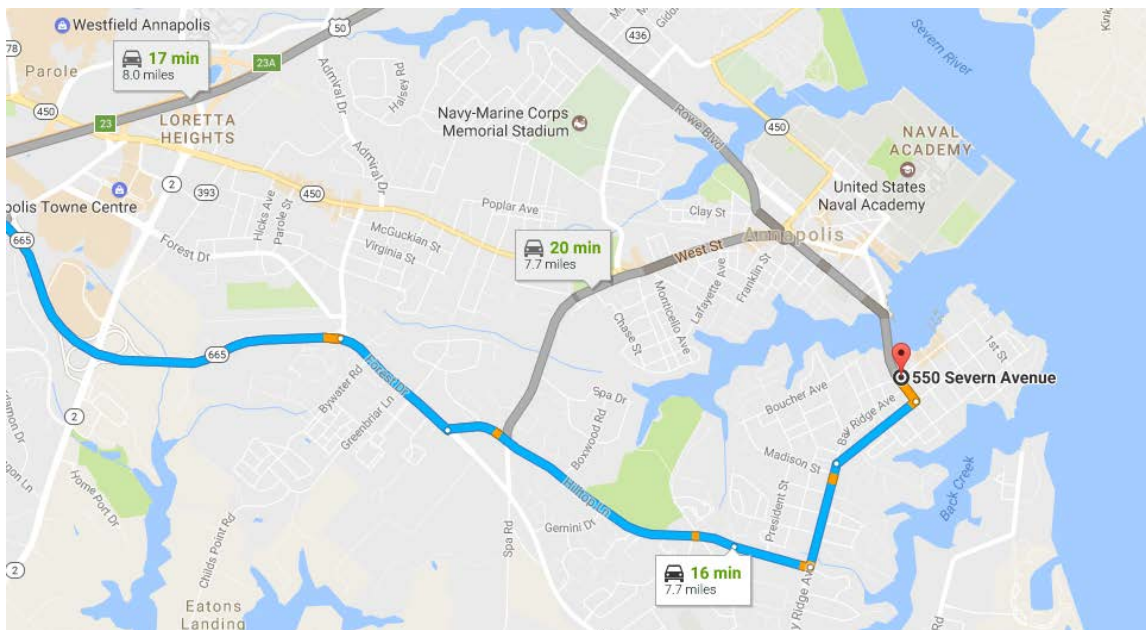 Westfield Annapolis
50
436
Severn River
78
17 min
8.0 miles
23A
Parole
Admiral Dr
Halsey Rd
450
23
LORETTA
HEIGHTS
Navy-Marine Corps
Memorial Stadium
Rowe Blvd
450
NAVAL
ACADEMY
United States
Naval Academy
2
393
450
Admiral Dr
polis Towne Centre
Hicks Ave
Parole St
Poplar Ave
Clay St
665
Forest Dr
McGuckian St
Virginia St
20 min
7.7 miles
West St
Annapolis
Lafayette Ave
Franklin St
Monticello Ave
Chase St
1st St
665
Forest Dr
550 Severn Avenue
Bywater Rd
Greenbriar Ln
Spa Dr
Boucher Ave
Bay Ridge Ave
2
Boxwood Rd
Madison St
Back Creek
Home Port Dr
Hilltop Ln
President St
Childs Point Rd
Spa Rd
Gemini Dr
16 min
7.7 miles
y Ridge Ave
2
Eatons
Landing
Rd